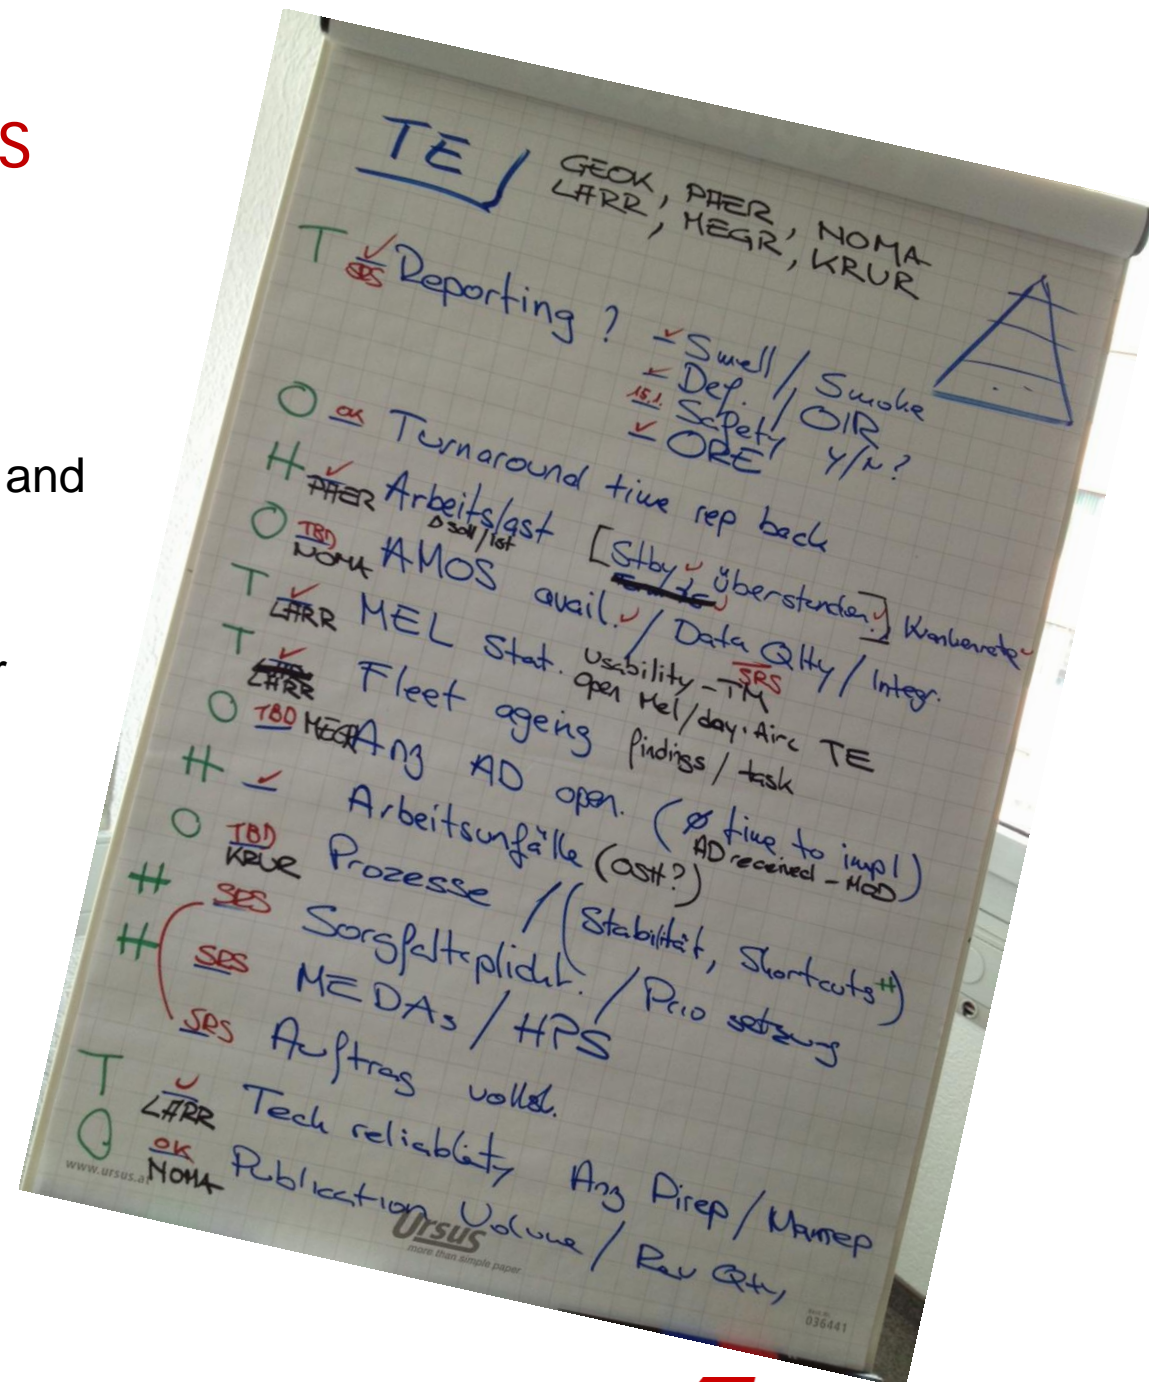 S
and
TE
GEOK, PAER, NOMA
LARR, MEGR, KRUR
T ✓ SRS Reporting ?
✓ Smell / Smoke
✓ Def. / OIR
15.1. Safety Y/N?
✓ ORE
O OK Turnaround time rep back
H ✓ PAER Arbeitslast [Stby ✓, Überstunden ✓] Krankenrate ✓
Δ soll/ist
O TBD NOMA AMOS avail. ✓ / Data Qlty / Integr.
SRS
T ✓ LARR MEL Stat. Usability - TM
open Mel/day. Airc TE
T ✓ LARR Fleet ageing findings / task
O TBD MEGR Anz AD open. (Ø time to impl)
AD received - MOD
H ✓ Arbeitsunfälle (OSH?)
O TBD KRUR Prozesse / (Stabilität, Shortcuts H)
H SRS Sorgfaltspflicht. / Prio setzung
H SRS MEDAs / HPS
SRS Auftrag vollst.
T ✓ LARR Tech reliability Anz Pirep / Marep
O OK NOMA Publication Volume / Rev Qty
www.ursus.at
Ursus
more than simple paper
036441